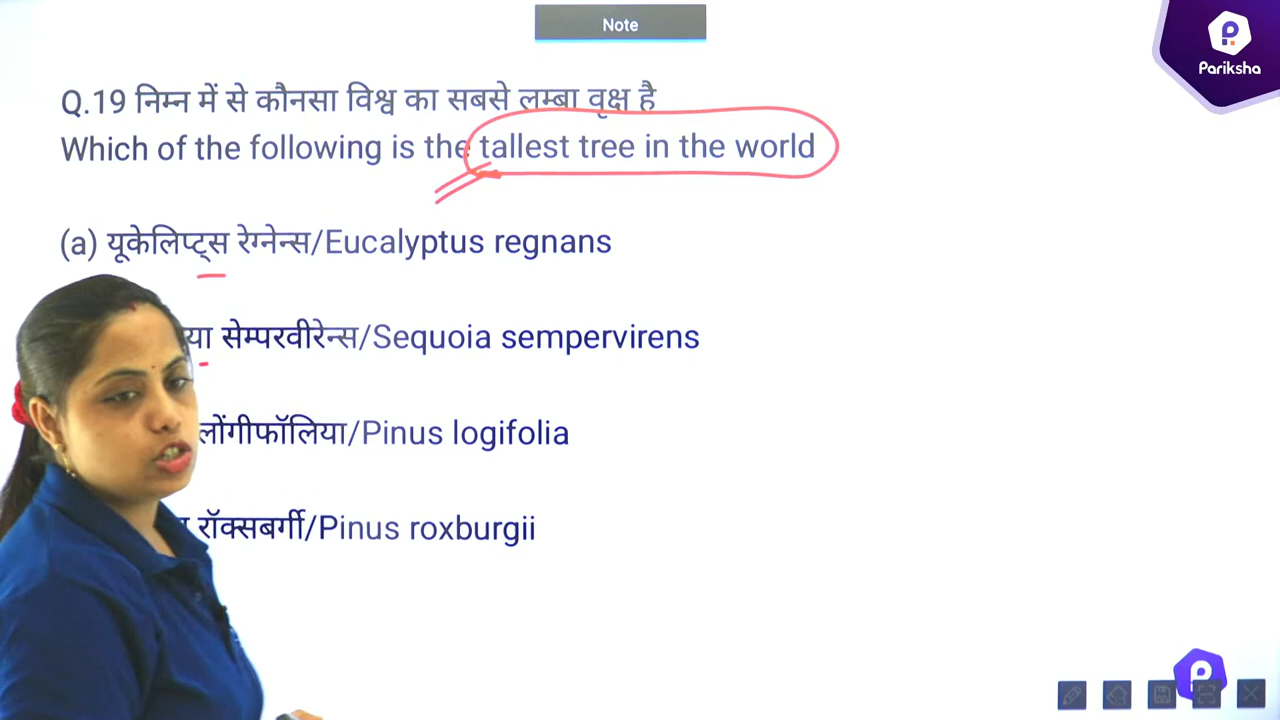 Note
Pariksha
Q.19 निम्न में से कौनसा विश्व का सबसे लम्बा वृक्ष है
Which of the following is the tallest tree in the world
(a) यूकेलिप्ट्स रेग्नेन्स/Eucalyptus regnans
सेम्परवीरेन्स/Sequoia sempervirens
लोंगीफॉलिया/Pinus logifolia
रॉक्सबर्गी/Pinus roxburgii